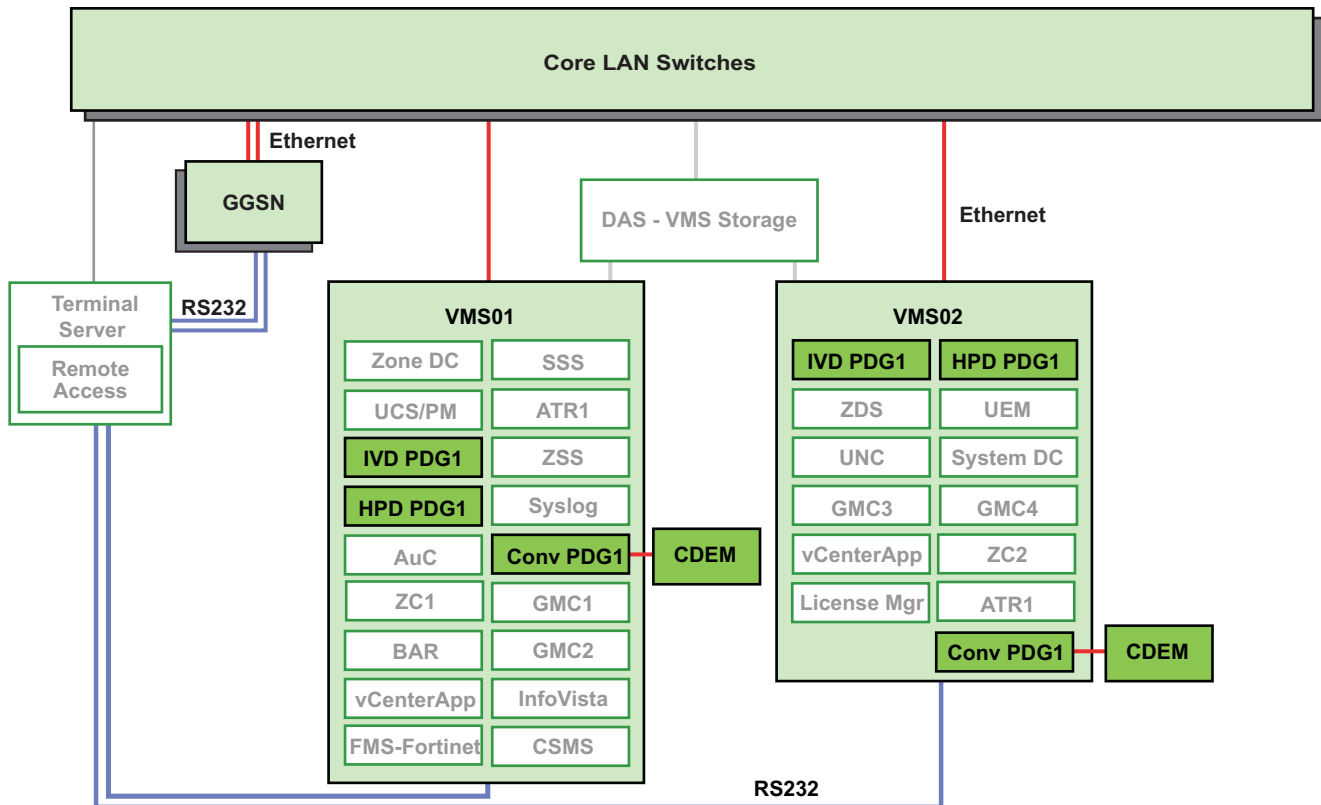 Core LAN Switches
Ethernet
GGSN
DAS - VMS Storage
Ethernet
Terminal
Server
Remote
Access
RS232
VMS01
Zone DC
SSS
UCS/PM
ATR1
IVD PDG1
ZSS
HPD PDG1
Syslog
AuC
Conv PDG1
CDEM
ZC1
GMC1
BAR
GMC2
vCenterApp
InfoVista
FMS-Fortinet
CSMS
VMS02
IVD PDG1
HPD PDG1
ZDS
UEM
UNC
System DC
GMC3
GMC4
vCenterApp
ZC2
License Mgr
ATR1
Conv PDG1
CDEM
RS232